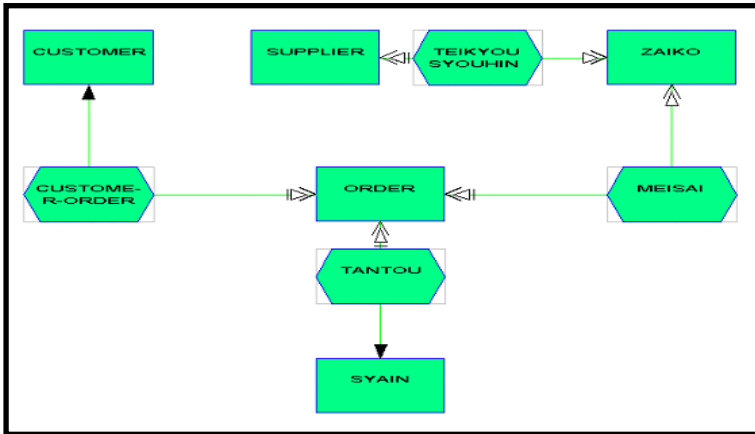 CUSTOMER
SUPPLIER
TEIKYOU
SYOUHIN
ZAIKO
CUSTOME-
R-ORDER
ORDER
MEISAI
TANTOU
SYAIN